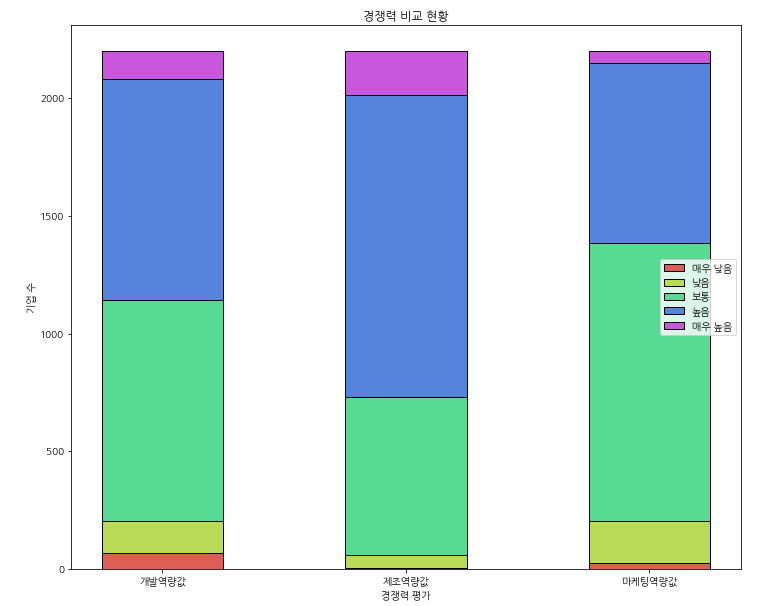 경쟁력 비교 현황
2000
1500
1000
500
0
기업 수
매우 낮음
낮음
보통
높음
매우 높음
개발역량값 제조역량값 마케팅역량값
경쟁력 평가